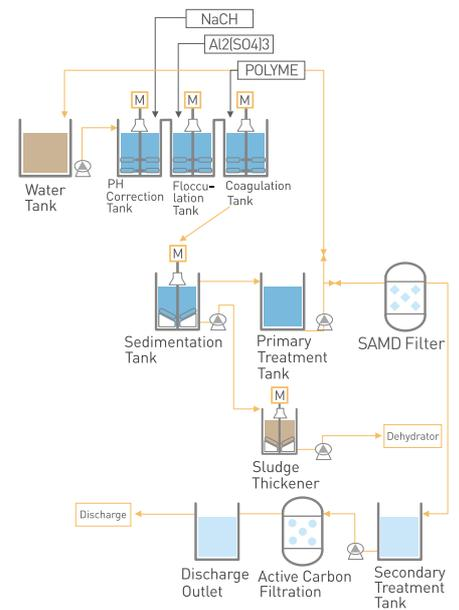 NaCH
Al2(SO4)3
POLYME
M
M
M
Water
Tank
PH
Correction
Tank
Floccu-
lation
Tank
Coagulation
Tank
M
Sedimentation
Tank
Primary
Treatment
Tank
SAMD Filter
M
Dehydrator
Sludge
Thickener
Discharge
Discharge
Outlet
Active Carbon
Filtration
Secondary
Treatment
Tank